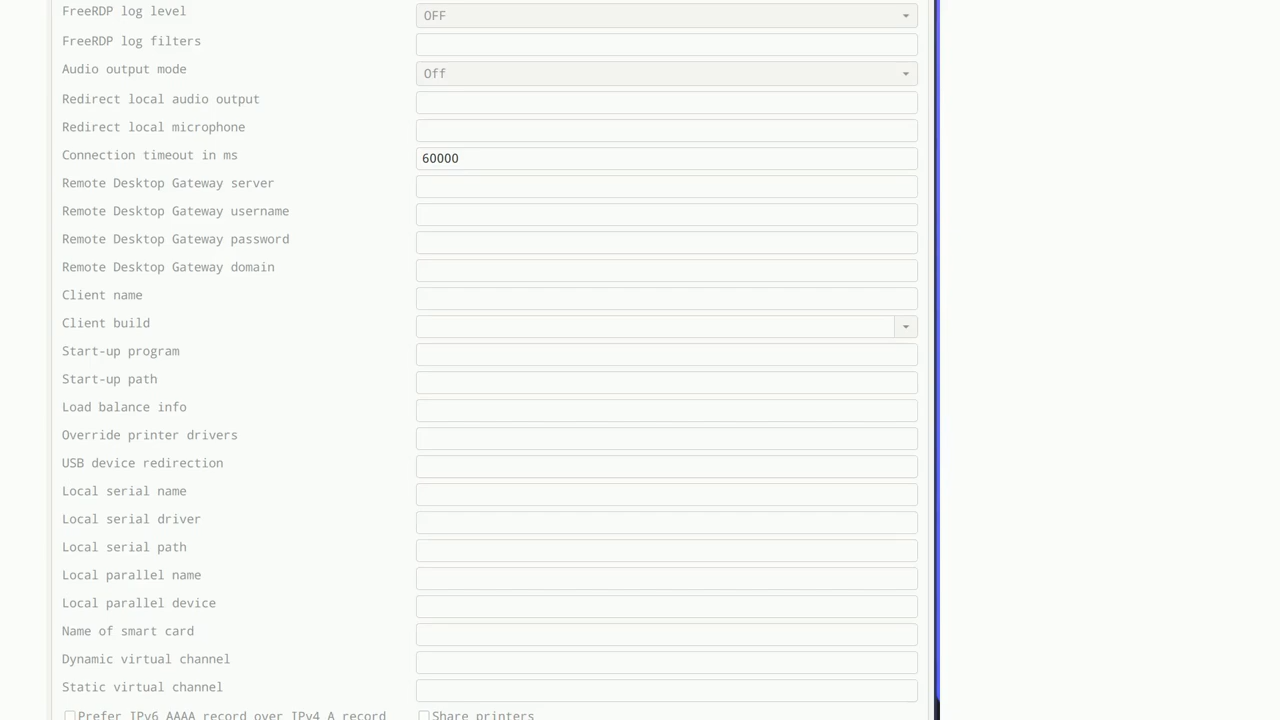 FreeRDP log level OFF
FreeRDP log filters
Audio output mode Off
Redirect local audio output
Redirect local microphone
Connection timeout in ms 60000
Remote Desktop Gateway server
Remote Desktop Gateway username
Remote Desktop Gateway password
Remote Desktop Gateway domain
Client name
Client build
Start-up program
Start-up path
Load balance info
Override printer drivers
USB device redirection
Local serial name
Local serial driver
Local serial path
Local parallel name
Local parallel device
Name of smart card
Dynamic virtual channel
Static virtual channel
Prefer IPv6 AAAA record over IPv4 A record Share printers